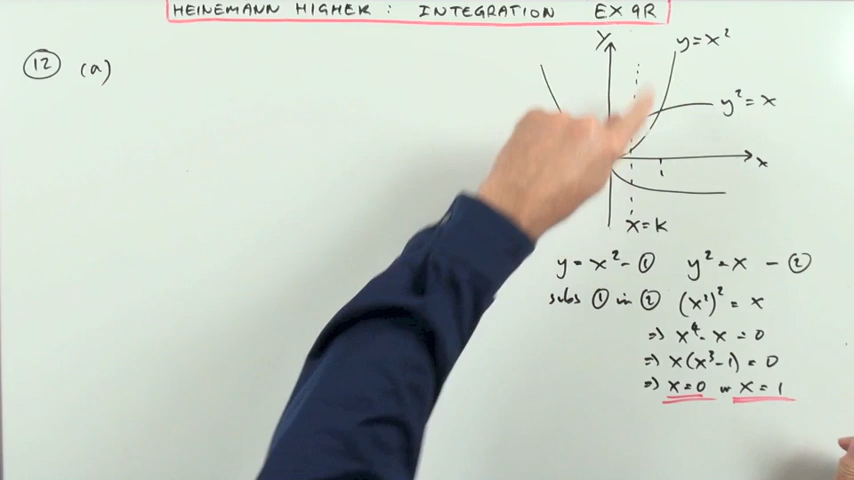 HEINEMANN HIGHER : INTEGRATION EX 9R
12 (a)
y
y = x²
y² = x
x
1
x = k
y = x² - ① y² = x - ②
subs ① in ② (x²)² = x
=> x⁴ - x = 0
=> x(x³ - 1) = 0
=> x = 0 or x = 1